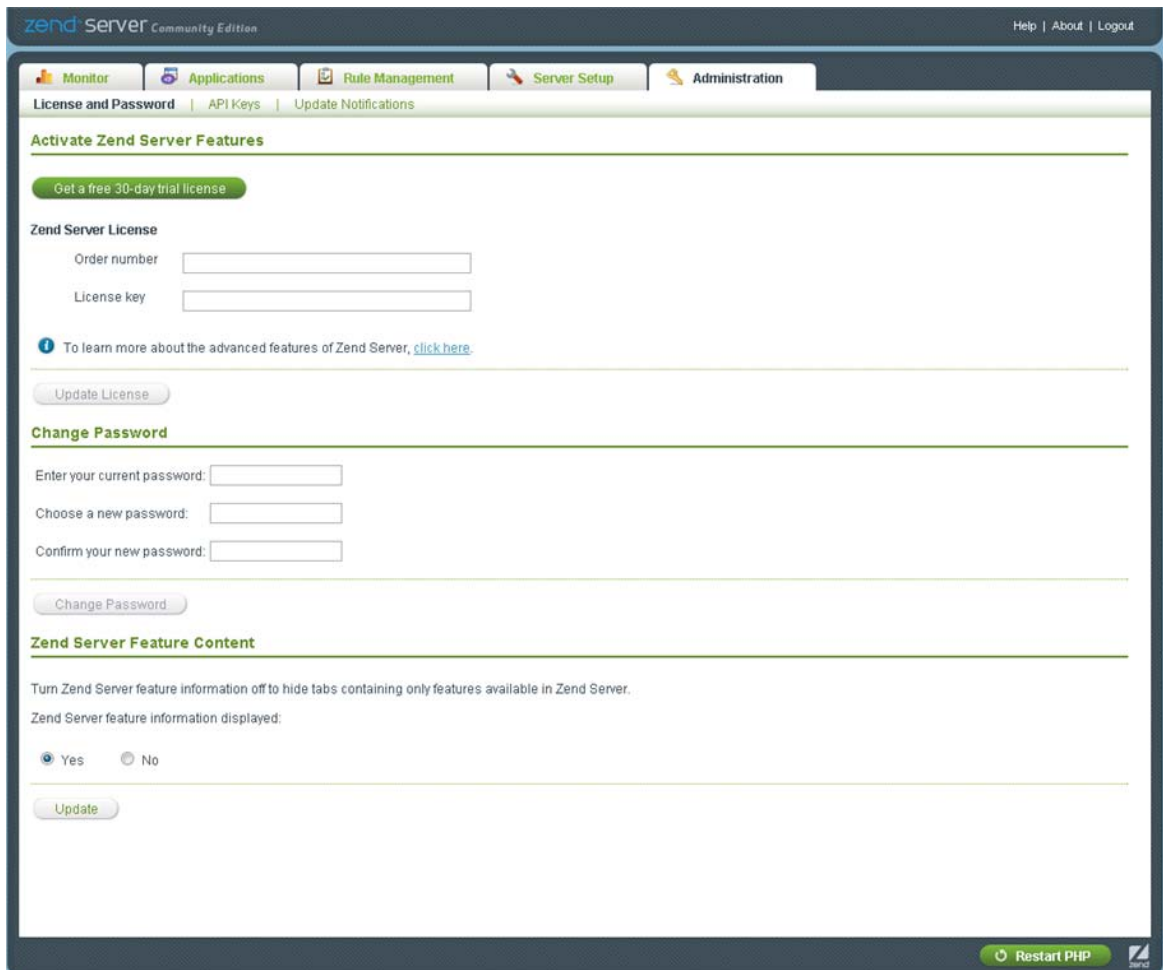 zend server Community Edition
Help | About | Logout
Monitor
Applications
Rule Management
Server Setup
Administration
License and Password | API Keys | Update Notifications
Activate Zend Server Features
Get a free 30-day trial license
Zend Server License
Order number
License key
To learn more about the advanced features of Zend Server, click here.
Update License
Change Password
Enter your current password:
Choose a new password:
Confirm your new password:
Change Password
Zend Server Feature Content
Turn Zend Server feature information off to hide tabs containing only features available in Zend Server.
Zend Server feature information displayed:
Yes No
Update
Restart PHP
zend